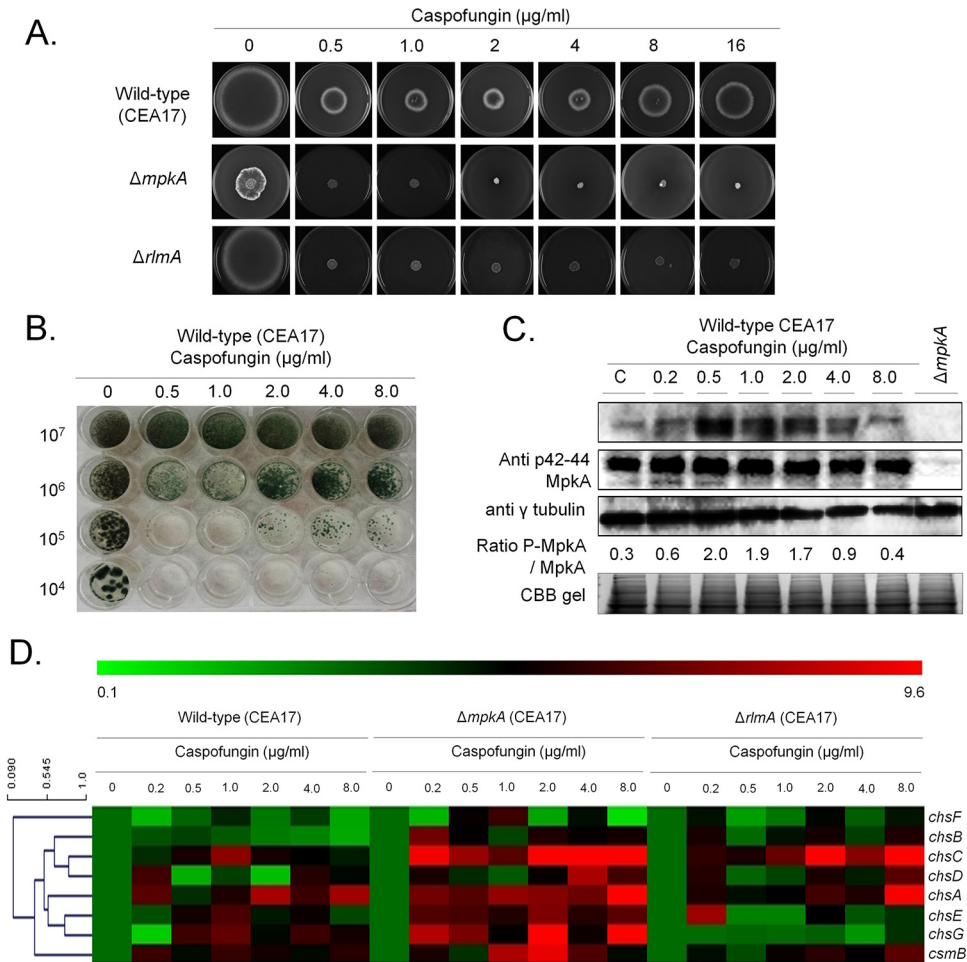 A.
Caspofungin (μg/ml)
0 0.5 1.0 2 4 8 16
Wild-type
(CEA17)
ΔmpkA
ΔrlmA
B.
Wild-type (CEA17)
Caspofungin (μg/ml)
0 0.5 1.0 2.0 4.0 8.0
10⁷
10⁶
10⁵
10⁴
C.
Wild-type CEA17
Caspofungin (μg/ml)
C 0.2 0.5 1.0 2.0 4.0 8.0 ΔmpkA
Anti p42-44
MpkA
anti γ tubulin
Ratio P-MpkA
/ MpkA
0.3 0.6 2.0 1.9 1.7 0.9 0.4
CBB gel
D.
0.1 9.6
Wild-type (CEA17) ΔmpkA (CEA17) ΔrlmA (CEA17)
Caspofungin (μg/ml) Caspofungin (μg/ml) Caspofungin (μg/ml)
0.090 0.545 1.0
0 0.2 0.5 1.0 2.0 4.0 8.0 0 0.2 0.5 1.0 2.0 4.0 8.0 0 0.2 0.5 1.0 2.0 4.0 8.0
chsF
chsB
chsC
chsD
chsA
chsE
chsG
csmB